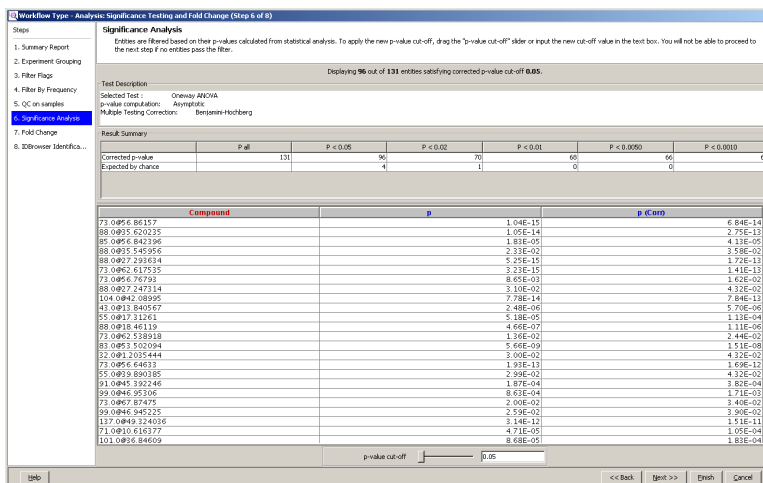 Workflow Type - Analysis: Significance Testing and Fold Change (Step 6 of 8)
Steps
1. Summary Report
2. Experiment Grouping
3. Filter Flags
4. Filter By Frequency
5. QC on samples
6. Significance Analysis
7. Fold Change
8. IDBrowser Identifica...
Significance Analysis
Entities are filtered based on their p-values calculated from statistical analysis. To apply the new p-value cut-off, drag the "p-value cut-off" slider or input the new cut-off value in the text box. You will not be able to proceed to
the next step if no entities pass the filter.
Displaying 96 out of 131 entities satisfying corrected p-value cut-off 0.05.
Test Description
Selected Test : Oneway ANOVA
p-value computation: Asymptotic
Multiple Testing Correction: Benjamini-Hochberg
Result Summary
P all P < 0.05 P < 0.02 P < 0.01 P < 0.0050 P < 0.0010
Corrected p-value 131 96 70 68 66 6
Expected by chance 4 1 0 0
Compound p p (Corr)
73.0@56.86157 1.04E-15 6.84E-14
88.0@35.620235 1.05E-14 2.75E-13
85.0@56.842396 1.83E-05 4.13E-05
88.0@35.545956 2.33E-02 3.58E-02
88.0@27.293634 5.25E-15 1.72E-13
73.0@62.617535 3.23E-15 1.41E-13
73.0@56.76793 8.65E-03 1.62E-02
88.0@27.247314 3.10E-02 4.32E-02
104.0@42.08995 7.78E-14 7.84E-13
43.0@13.840567 2.48E-06 5.70E-06
55.0@17.31261 5.18E-05 1.13E-04
88.0@18.46119 4.66E-07 1.11E-06
73.0@62.538918 1.36E-02 2.44E-02
83.0@53.502094 5.66E-09 1.51E-08
32.0@1.2035444 3.00E-02 4.32E-02
73.0@56.64633 1.93E-13 1.69E-12
55.0@39.890385 2.99E-02 4.32E-02
91.0@45.392246 1.87E-04 3.82E-04
99.0@46.95306 8.63E-04 1.71E-03
73.0@67.87475 2.00E-02 3.40E-02
99.0@46.945225 2.59E-02 3.90E-02
137.0@49.324036 3.14E-12 1.51E-11
71.0@10.616377 4.71E-05 1.05E-04
101.0@36.84609 8.68E-05 1.83E-04
p-value cut-off 0.05
Help << Back Next >> Finish Cancel